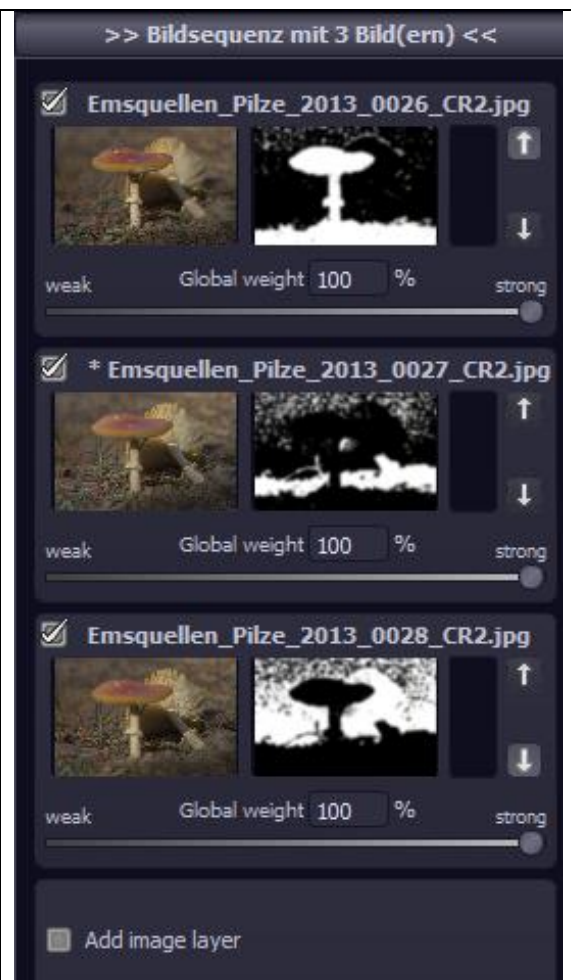 >> Bildsequenz mit 3 Bild(ern) <<
Emsquellen_Pilze_2013_0026_CR2.jpg
Global weight 100 %
weak strong
* Emsquellen_Pilze_2013_0027_CR2.jpg
Global weight 100 %
weak strong
Emsquellen_Pilze_2013_0028_CR2.jpg
Global weight 100 %
weak strong
Add image layer